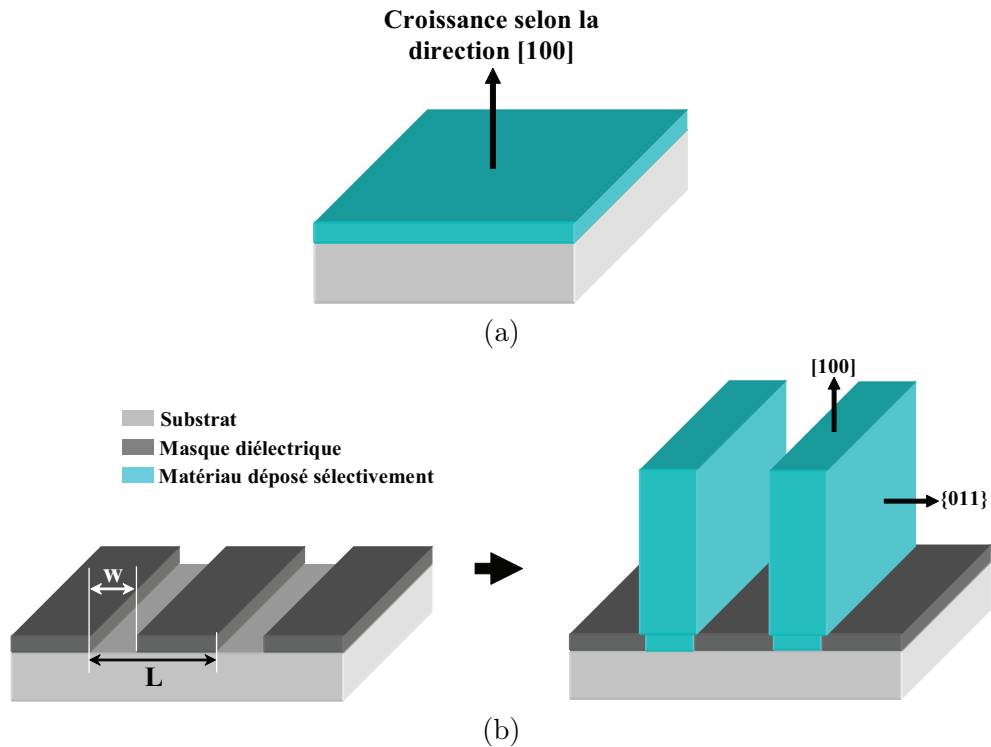 Croissance selon la
direction [100]
(a)
[100]
Substrat
Masque diélectrique
Matériau déposé sélectivement
{011}
w
L
(b)